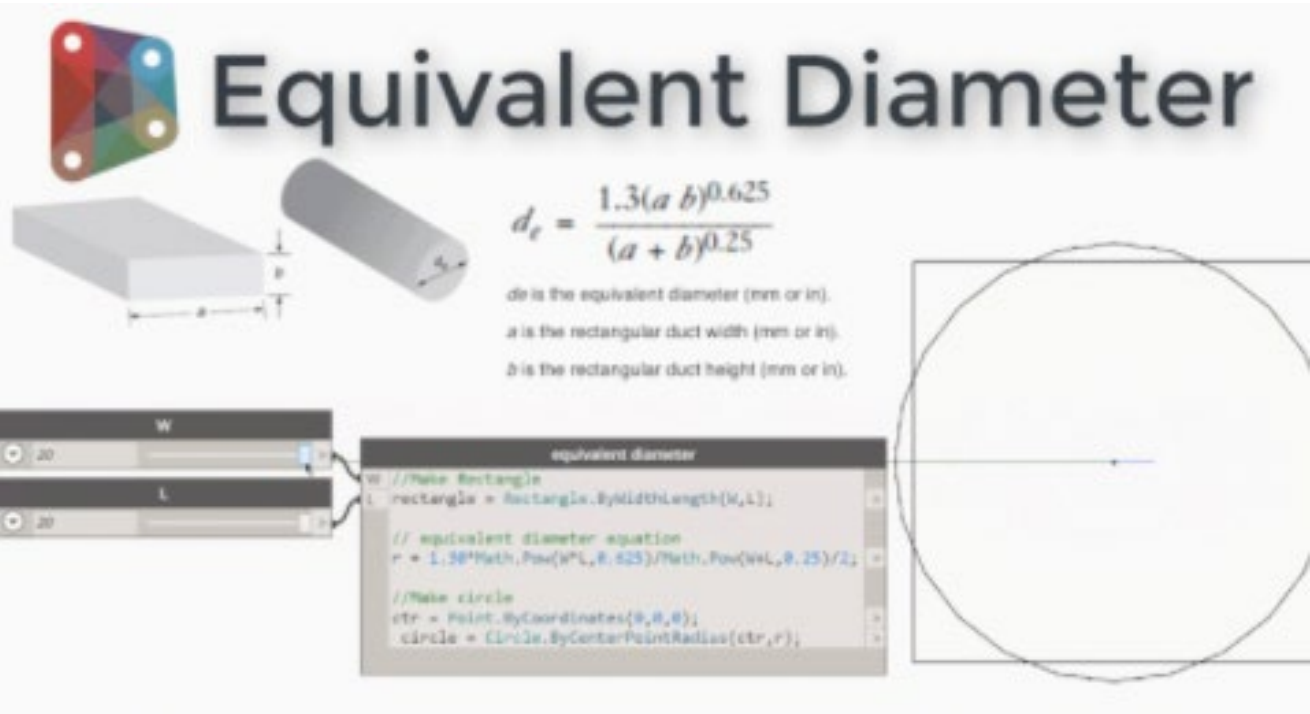 Equivalent Diameter
d_e = 1.3(a b)^0.625 / (a + b)^0.25
b
a
d_e
de is the equivalent diameter (mm or in).
a is the rectangular duct width (mm or in).
b is the rectangular duct height (mm or in).
W
20
L
20
equivalent diameter
W //Make Rectangle
L rectangle = Rectangle.ByWidthLength(W,L);
// equivalent diameter equation
r = 1.30*Math.Pow(W*L,0.625)/Math.Pow(W+L,0.25)/2;
//Make circle
ctr = Point.ByCoordinates(0,0,0);
circle = Circle.ByCenterPointRadius(ctr,r);